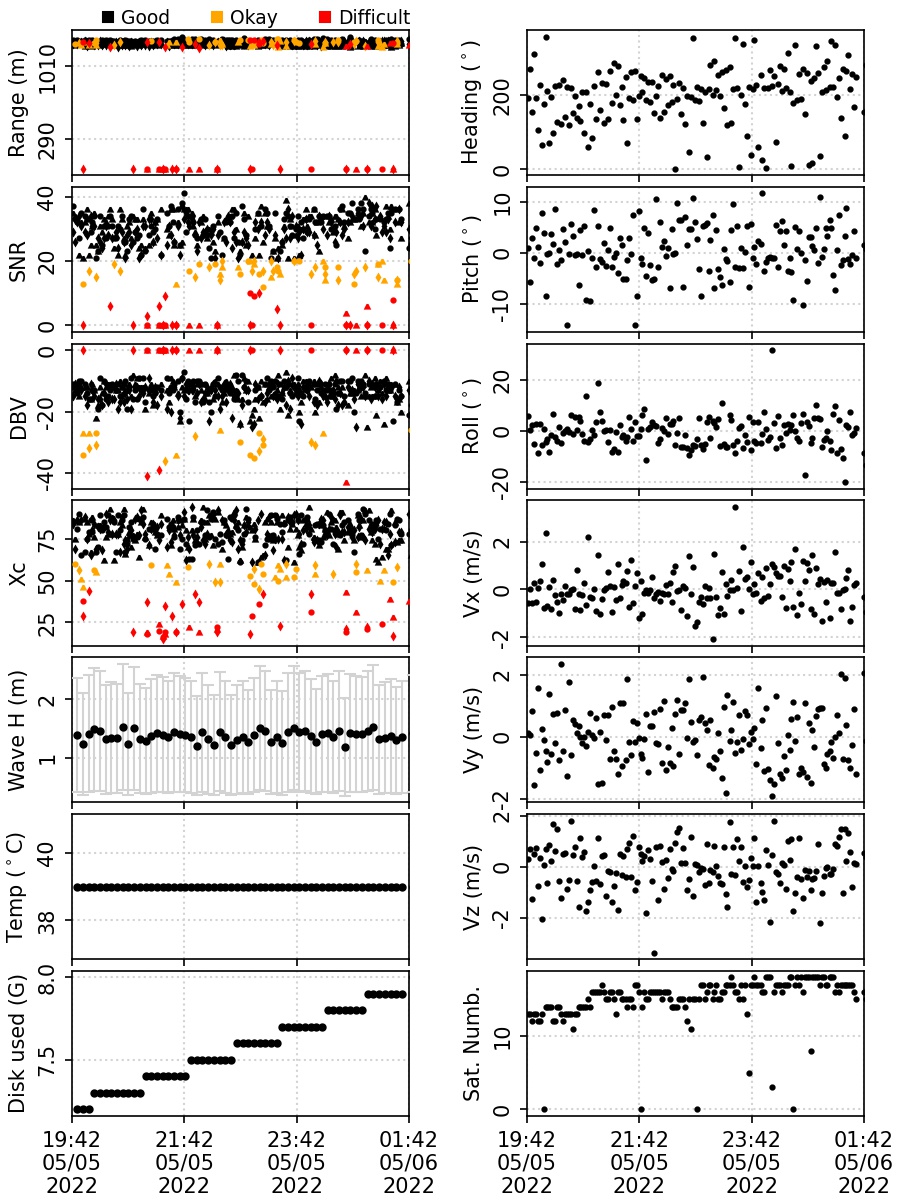 Good Okay Difficult
Range (m)
1010
290
SNR
40
20
0
DBV
0
-20
-40
Xc
75
50
25
Wave H (m)
2
1
Temp (°C)
40
38
Disk used (G)
8.0
7.5
19:42 21:42 23:42 01:42
05/05 05/05 05/05 05/06
2022 2022 2022 2022
Heading (°)
200
0
Pitch (°)
10
0
-10
Roll (°)
20
0
-20
Vx (m/s)
2
0
-2
Vy (m/s)
2
0
-2
Vz (m/s)
2
0
-2
Sat. Numb.
10
0
19:42 21:42 23:42 01:42
05/05 05/05 05/05 05/06
2022 2022 2022 2022